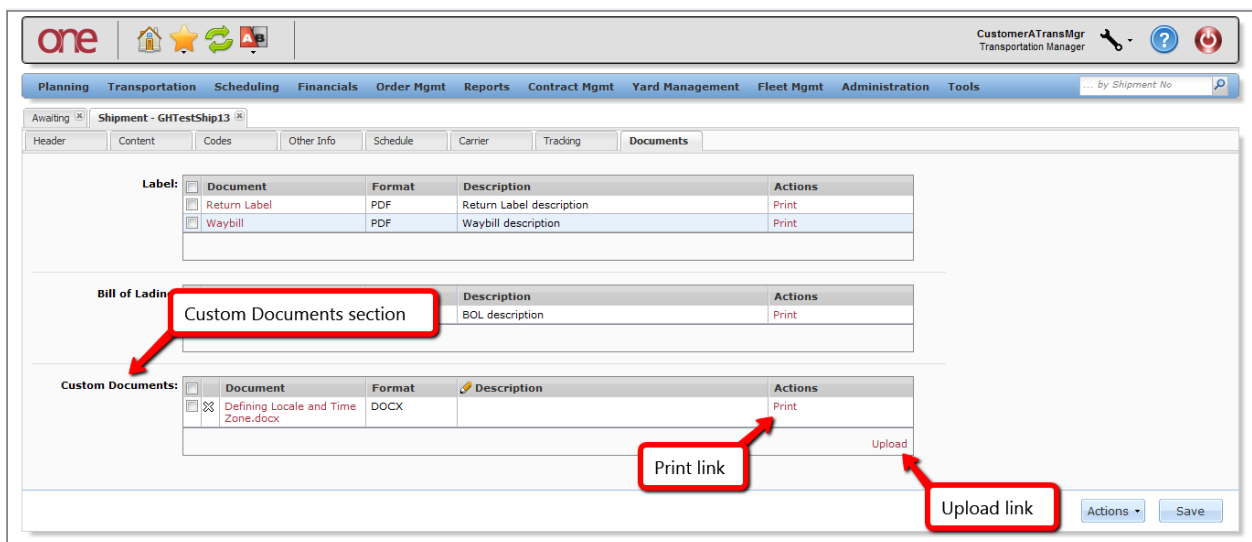 one
AB
CustomerATransMgr
Transportation Manager
?
Planning Transportation Scheduling Financials Order Mgmt Reports Contract Mgmt Yard Management Fleet Mgmt Administration Tools ... by Shipment No
Awaiting Shipment - GHTestShip13
Header Content Codes Other Info Schedule Carrier Tracking Documents
Label: Document Format Description Actions
Return Label PDF Return Label description Print
Waybill PDF Waybill description Print
Bill of Description Actions
BOL description Print
Custom Documents section
Custom Documents: Document Format Description Actions
Defining Locale and Time DOCX Print
Zone.docx
Upload
Print link
Upload link
Actions Save